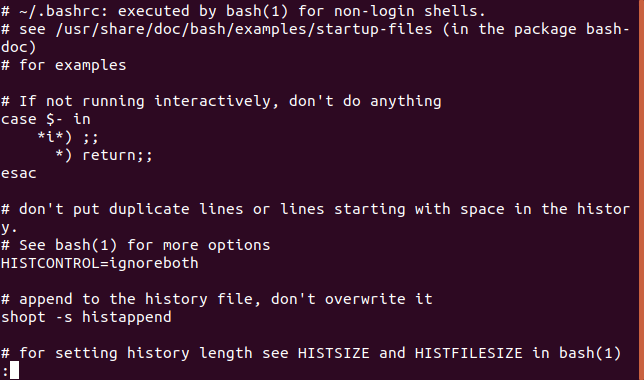 # ~/.bashrc: executed by bash(1) for non-login shells.
# see /usr/share/doc/bash/examples/startup-files (in the package bash-
doc)
# for examples

# If not running interactively, don't do anything
case $- in
    *i*) ;;
      *) return;;
esac

# don't put duplicate lines or lines starting with space in the histor
y.
# See bash(1) for more options
HISTCONTROL=ignoreboth

# append to the history file, don't overwrite it
shopt -s histappend

# for setting history length see HISTSIZE and HISTFILESIZE in bash(1)
: